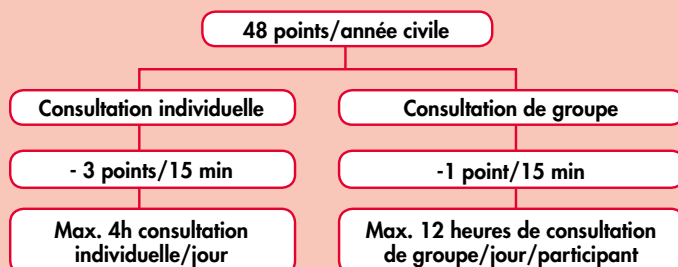 48 points/année civile
Consultation individuelle
Consultation de groupe
- 3 points/15 min
-1 point/15 min
Max. 4h consultation
individuelle/jour
Max. 12 heures de consultation
de groupe/jour/participant